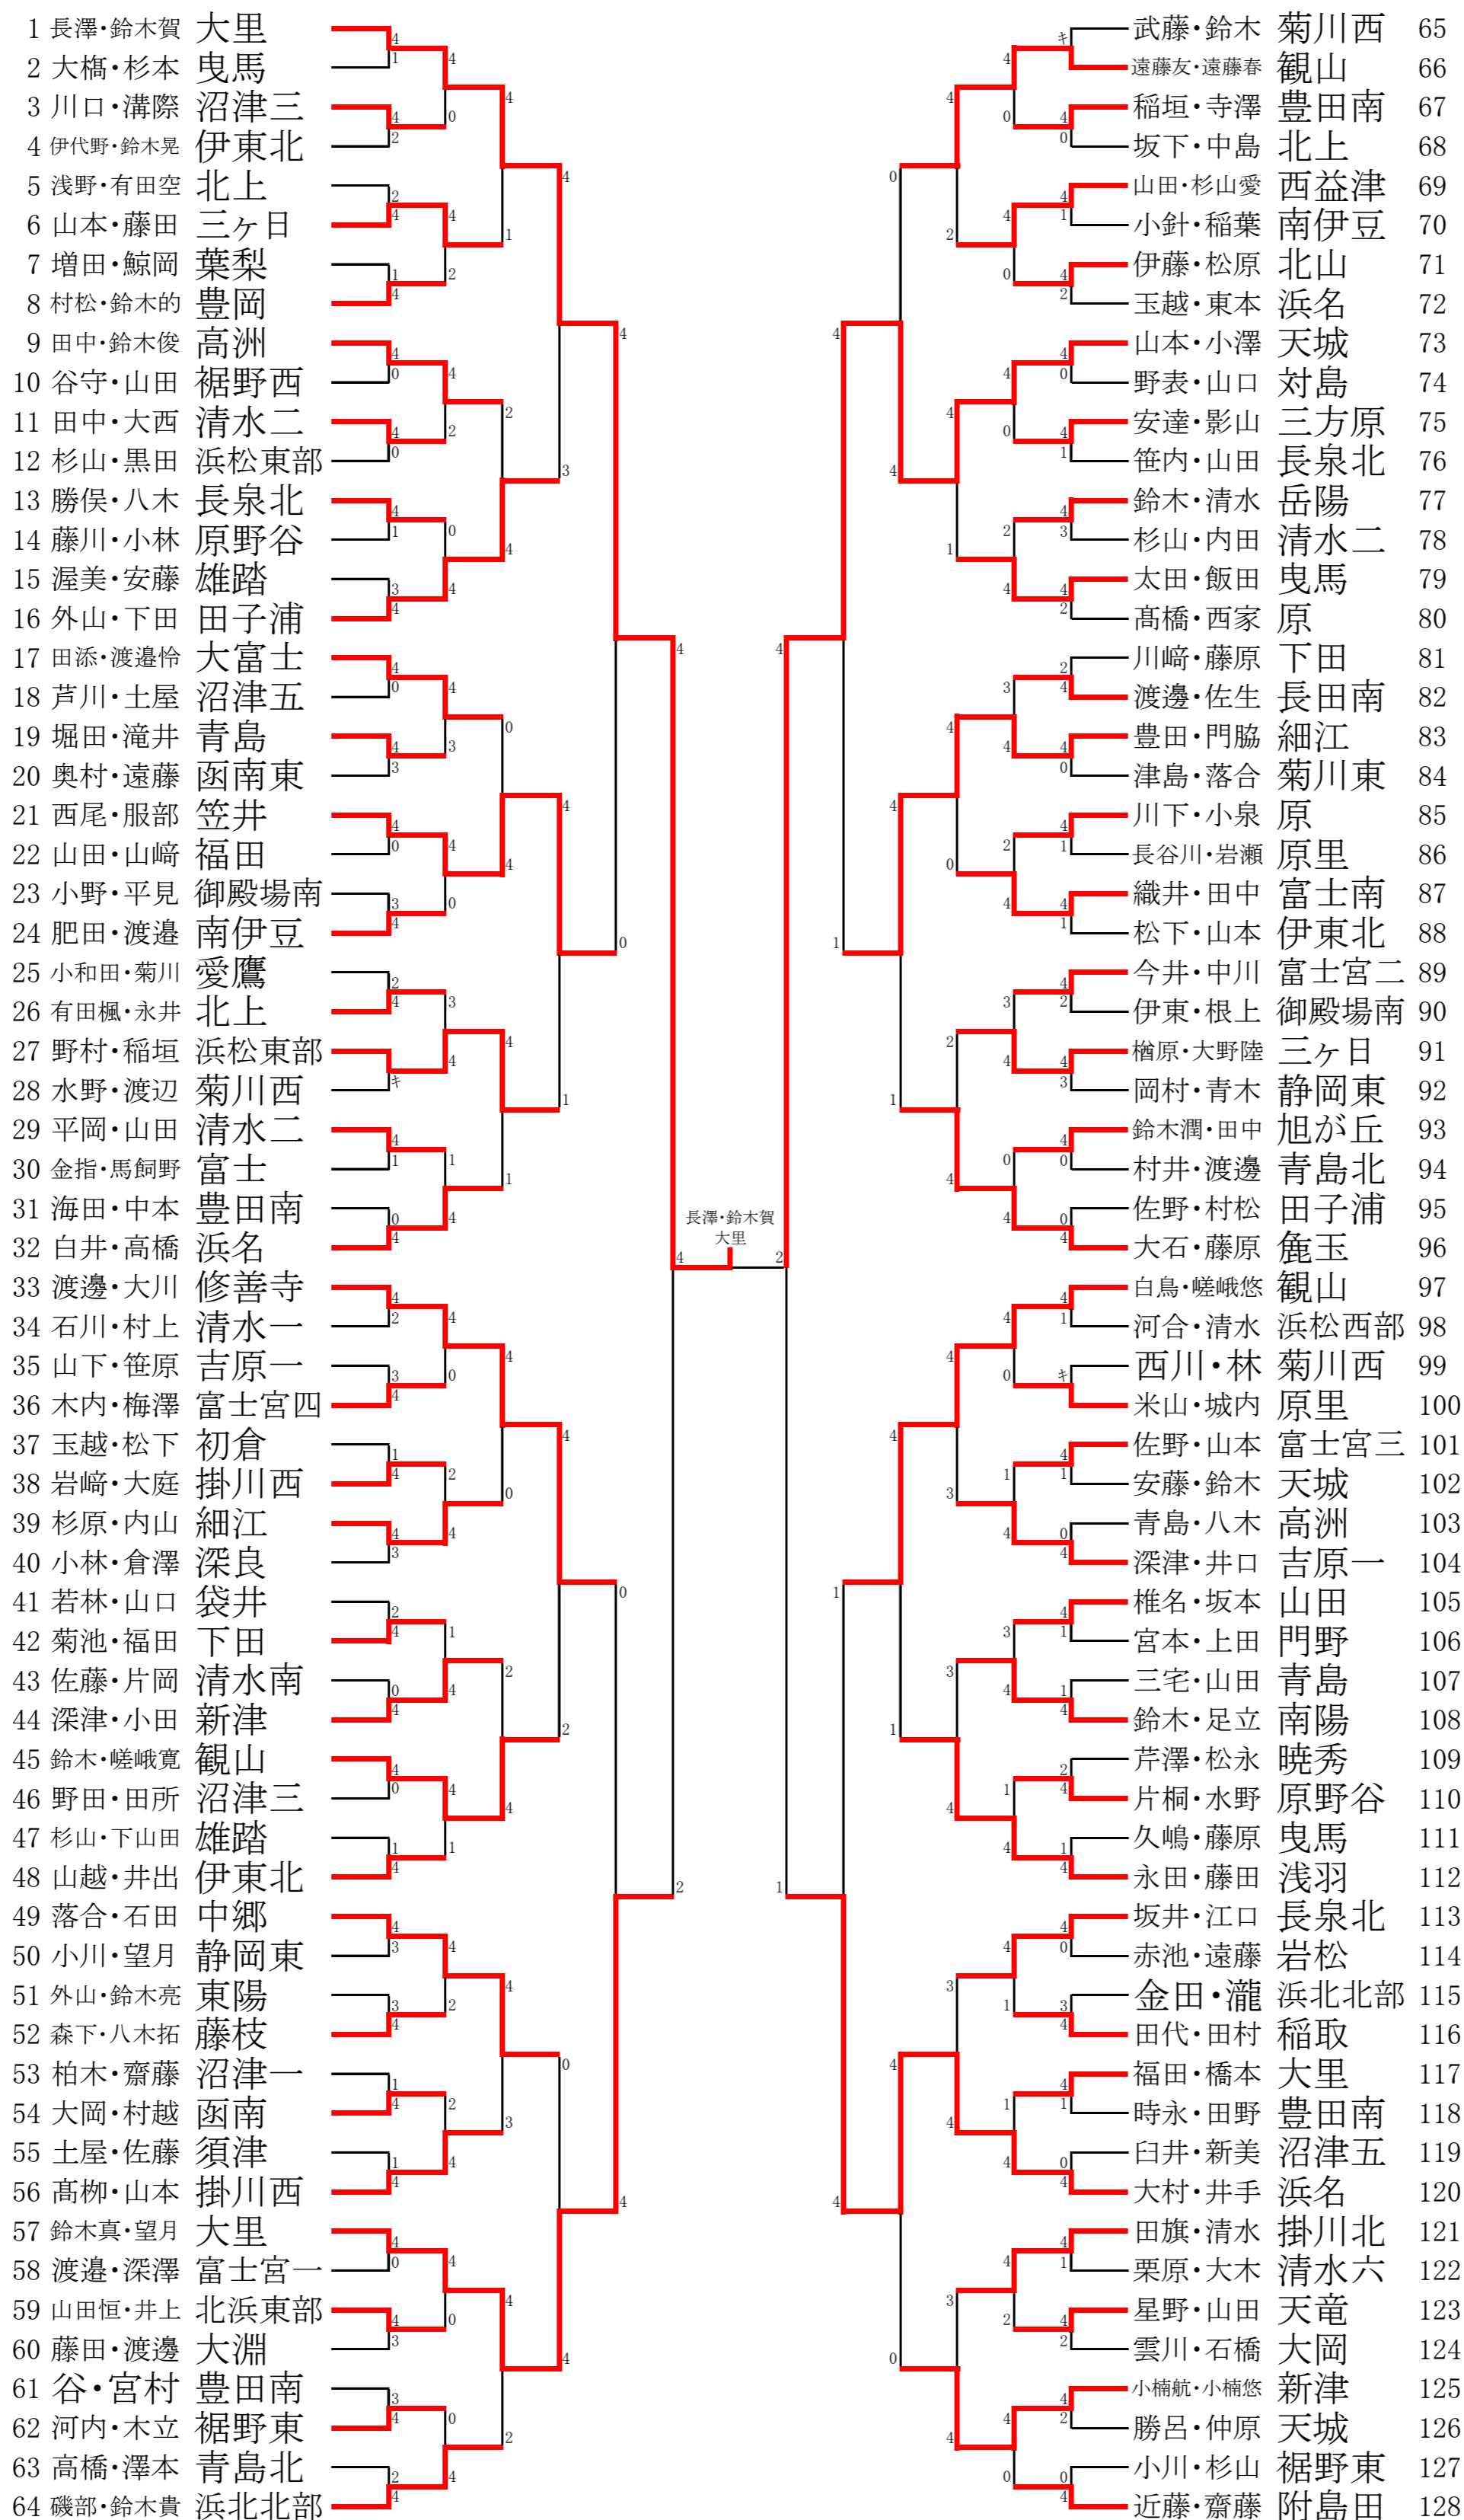 1 長澤・鈴木賀 大里
2 大橋・杉本 曳馬
3 川口・溝際 沼津三
4 伊代野・鈴木晃 伊東北
5 浅野・有田空 北上
6 山本・藤田 三ヶ日
7 増田・鯨岡 葉梨
8 村松・鈴木的 豊岡
9 田中・鈴木俊 高洲
10 谷守・山田 裾野西
11 田中・大西 清水二
12 杉山・黒田 浜松東部
13 勝俣・八木 長泉北
14 藤川・小林 原野谷
15 渥美・安藤 雄踏
16 外山・下田 田子浦
17 田添・渡邉怜 大富士
18 芦川・土屋 沼津五
19 堀田・滝井 青島
20 奥村・遠藤 函南東
21 西尾・服部 笠井
22 山田・山﨑 福田
23 小野・平見 御殿場南
24 肥田・渡邉 南伊豆
25 小和田・菊川 愛鷹
26 有田楓・永井 北上
27 野村・稲垣 浜松東部
28 水野・渡辺 菊川西
29 平岡・山田 清水二
30 金指・馬飼野 富士
31 海田・中本 豊田南
32 白井・高橋 浜名
33 渡邊・大川 修善寺
34 石川・村上 清水一
35 山下・笹原 吉原一
36 木内・梅澤 富士宮四
37 玉越・松下 初倉
38 岩﨑・大庭 掛川西
39 杉原・内山 細江
40 小林・倉澤 深良
41 若林・山口 袋井
42 菊池・福田 下田
43 佐藤・片岡 清水南
44 深津・小田 新津
45 鈴木・嵯峨寛 観山
46 野田・田所 沼津三
47 杉山・下山田 雄踏
48 山越・井出 伊東北
49 落合・石田 中郷
50 小川・望月 静岡東
51 外山・鈴木亮 東陽
52 森下・八木拓 藤枝
53 柏木・齋藤 沼津一
54 大岡・村越 函南
55 土屋・佐藤 須津
56 髙栁・山本 掛川西
57 鈴木真・望月 大里
58 渡邉・深澤 富士宮一
59 山田恒・井上 北浜東部
60 藤田・渡邊 大淵
61 谷・宮村 豊田南
62 河内・木立 裾野東
63 高橋・澤本 青島北
64 磯部・鈴木貴 浜北北部
長澤・鈴木賀
大里
4 2
武藤・鈴木 菊川西 65
遠藤友・遠藤春 観山 66
稲垣・寺澤 豊田南 67
坂下・中島 北上 68
山田・杉山愛 西益津 69
小針・稲葉 南伊豆 70
伊藤・松原 北山 71
玉越・東本 浜名 72
山本・小澤 天城 73
野表・山口 対島 74
安達・影山 三方原 75
笹内・山田 長泉北 76
鈴木・清水 岳陽 77
杉山・内田 清水二 78
太田・飯田 曳馬 79
髙橋・西家 原 80
川﨑・藤原 下田 81
渡邊・佐生 長田南 82
豊田・門脇 細江 83
津島・落合 菊川東 84
川下・小泉 原 85
長谷川・岩瀬 原里 86
織井・田中 富士南 87
松下・山本 伊東北 88
今井・中川 富士宮二 89
伊東・根上 御殿場南 90
楢原・大野陸 三ヶ日 91
岡村・青木 静岡東 92
鈴木潤・田中 旭が丘 93
村井・渡邊 青島北 94
佐野・村松 田子浦 95
大石・藤原 麁玉 96
白鳥・嵯峨悠 観山 97
河合・清水 浜松西部 98
西川・林 菊川西 99
米山・城内 原里 100
佐野・山本 富士宮三 101
安藤・鈴木 天城 102
青島・八木 高洲 103
深津・井口 吉原一 104
椎名・坂本 山田 105
宮本・上田 門野 106
三宅・山田 青島 107
鈴木・足立 南陽 108
芹澤・松永 暁秀 109
片桐・水野 原野谷 110
久嶋・藤原 曳馬 111
永田・藤田 浅羽 112
坂井・江口 長泉北 113
赤池・遠藤 岩松 114
金田・瀧 浜北北部 115
田代・田村 稲取 116
福田・橋本 大里 117
時永・田野 豊田南 118
臼井・新美 沼津五 119
大村・井手 浜名 120
田旗・清水 掛川北 121
栗原・大木 清水六 122
星野・山田 天竜 123
雲川・石橋 大岡 124
小楠航・小楠悠 新津 125
勝呂・仲原 天城 126
小川・杉山 裾野東 127
近藤・齋藤 附島田 128